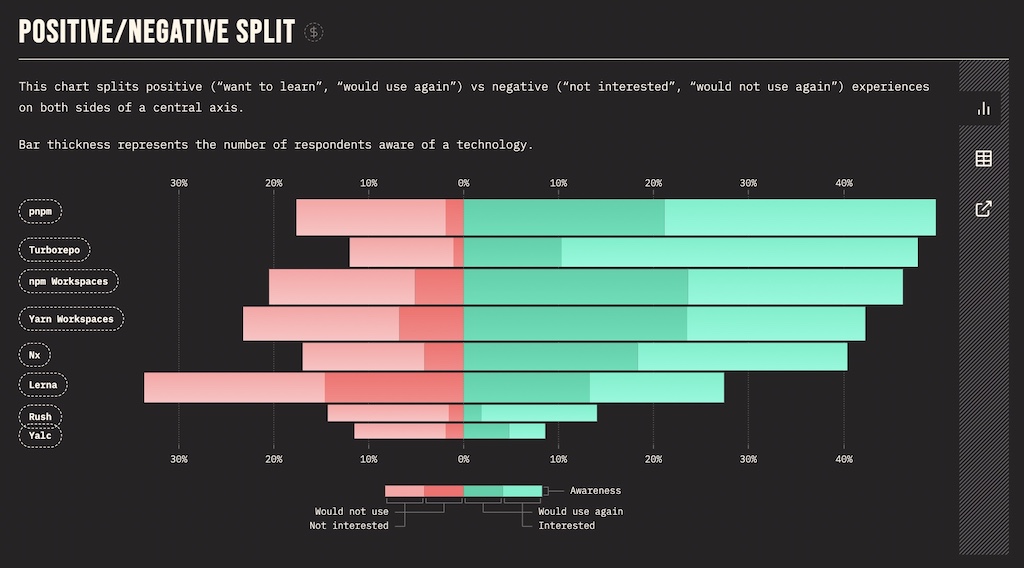 POSITIVE/NEGATIVE SPLIT $
This chart splits positive (“want to learn”, “would use again”) vs negative (“not interested”, “would not use again”) experiences
on both sides of a central axis.
Bar thickness represents the number of respondents aware of a technology.
30% 20% 10% 0% 10% 20% 30% 40%
pnpm
Turborepo
npm Workspaces
Yarn Workspaces
Nx
Lerna
Rush
Yalc
30% 20% 10% 0% 10% 20% 30% 40%
Awareness
Would not use Would use again
Not interested Interested